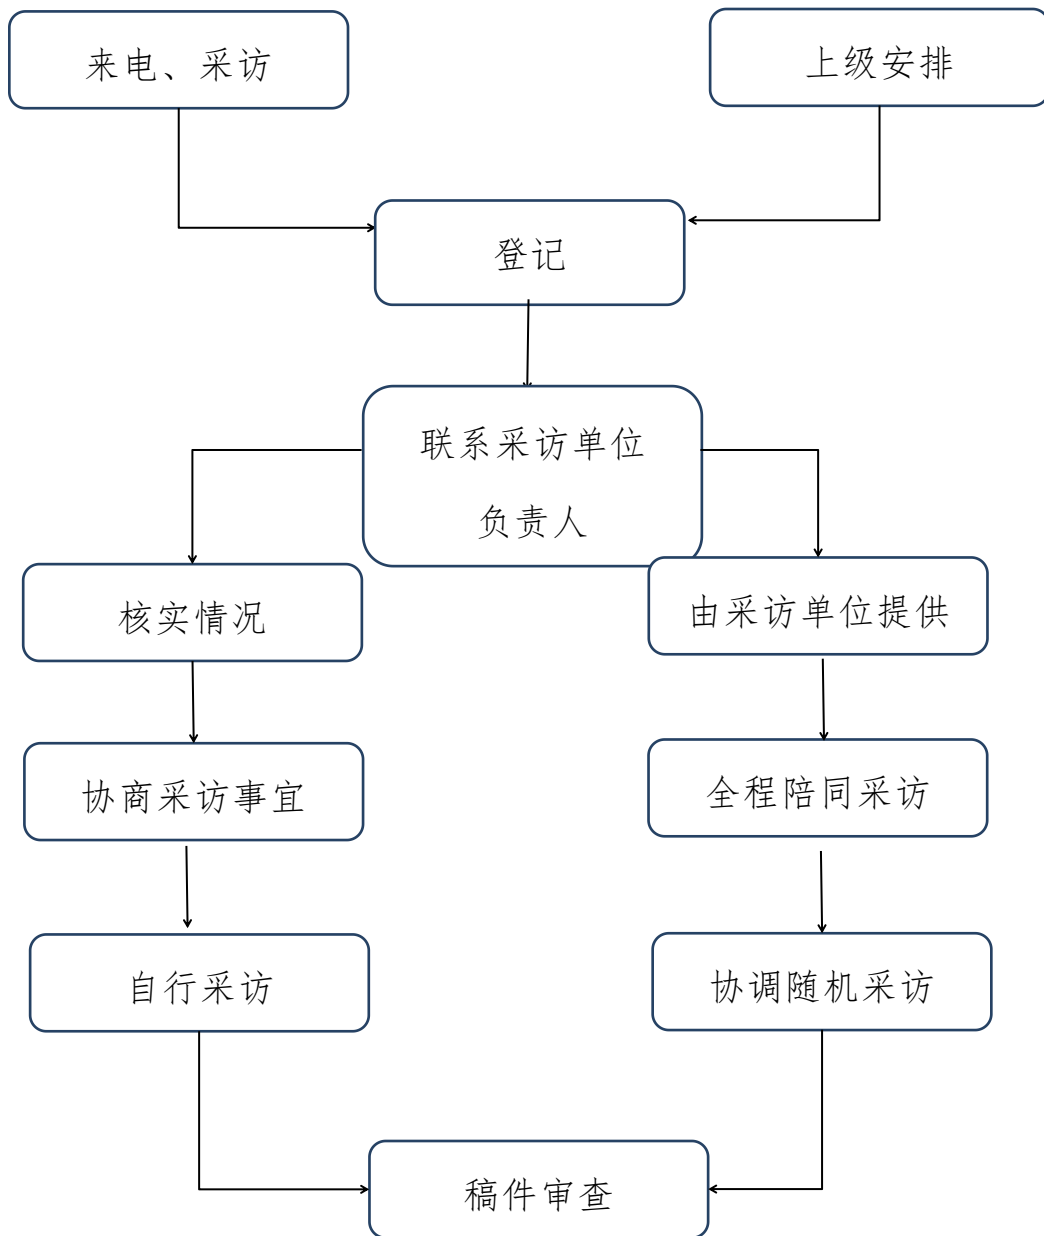 来电、采访
上级安排
登记
联系采访单位
负责人
核实情况
由采访单位提供
协商采访事宜
全程陪同采访
自行采访
协调随机采访
稿件审查